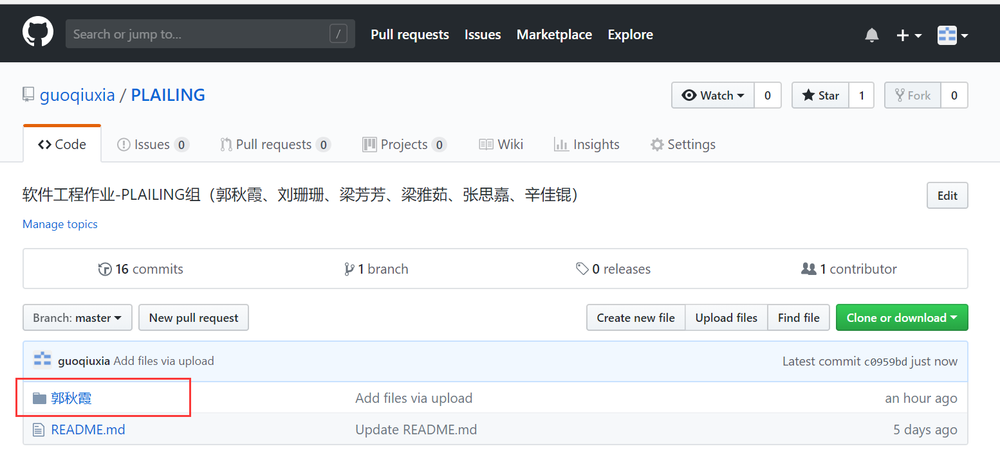 Search or jump to... / Pull requests Issues Marketplace Explore
guoqiuxia / PLAILING Watch 0 Star 1 Fork 0
Code Issues 0 Pull requests 0 Projects 0 Wiki Insights Settings
软件工程作业-PLAILING组（郭秋霞、刘珊珊、梁芳芳、梁雅茹、张思嘉、辛佳锟） Edit
Manage topics
16 commits 1 branch 0 releases 1 contributor
Branch: master New pull request Create new file Upload files Find file Clone or download
guoqiuxia Add files via upload Latest commit c0959bd just now
郭秋霞 Add files via upload an hour ago
README.md Update README.md 5 days ago